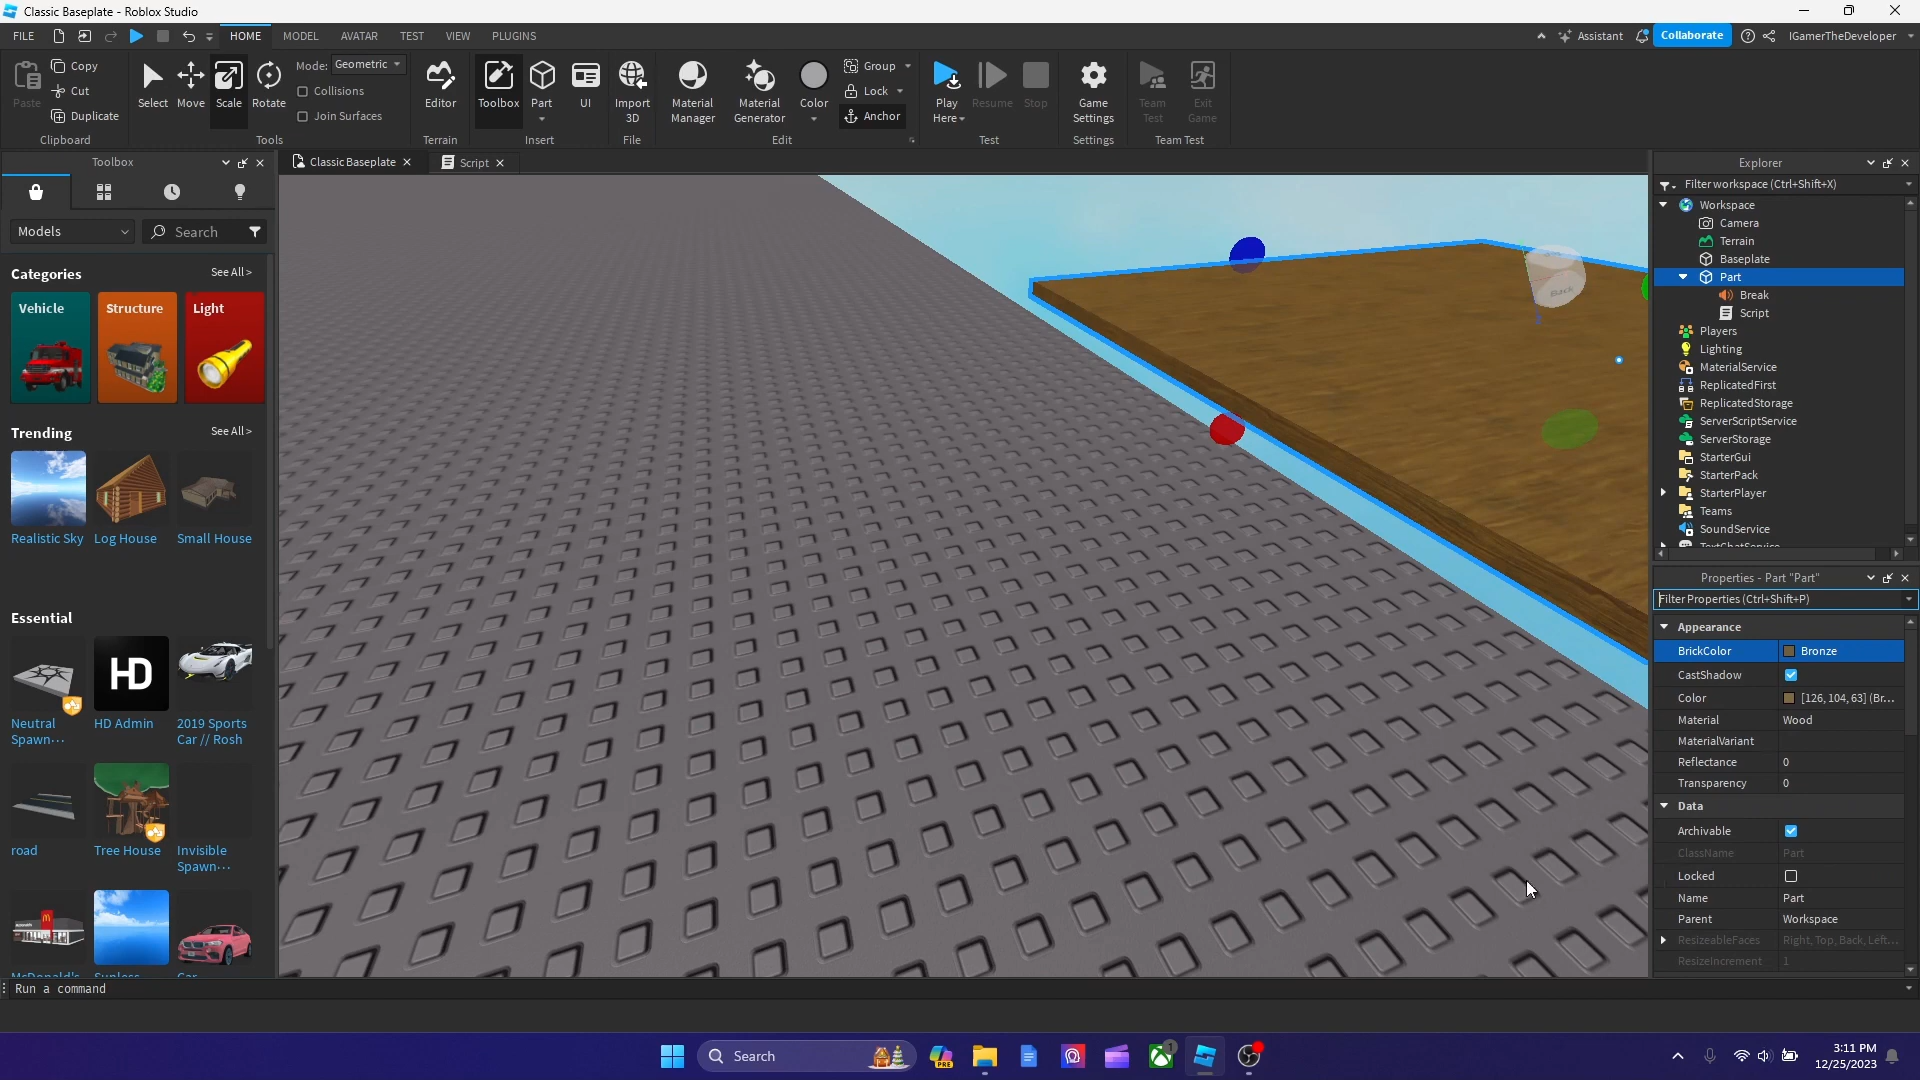 Classic Baseplate - Roblox Studio
FILE HOME MODEL AVATAR TEST VIEW PLUGINS Assistant Collaborate IGamerTheDeveloper
Paste Copy Cut Duplicate
Clipboard
Select Move Scale Rotate
Mode: Geometric
Collisions
Join Surfaces
Tools
Editor
Terrain
Toolbox Part UI
Insert
Import 3D
File
Material Manager
Material Generator
Color
Group
Lock
Anchor
Edit
Play Here Resume Stop
Test
Game Settings
Settings
Team Test
Exit Game
Team Test
Toolbox
Classic Baseplate
Script
Models
Search
Categories See All >
Vehicle Structure Light
Trending See All >
Realistic Sky Log House Small House
Essential
HD
Neutral Spawn...
HD Admin
2019 Sports Car // Rosh
road
Tree House
Invisible Spawn...
McDonald's Sunless Car
Back
Explorer
Filter workspace (Ctrl+Shift+X)
Workspace
Camera
Terrain
Baseplate
Part
Break
Script
Players
Lighting
MaterialService
ReplicatedFirst
ReplicatedStorage
ServerScriptService
ServerStorage
StarterGui
StarterPack
StarterPlayer
Teams
SoundService
TextChatService
Properties - Part "Part"
Filter Properties (Ctrl+Shift+P)
Appearance
BrickColor Bronze
CastShadow
Color [126, 104, 63] (Br...
Material Wood
MaterialVariant
Reflectance 0
Transparency 0
Data
Archivable
ClassName Part
Locked
Name Part
Parent Workspace
ResizeableFaces Right, Top, Back, Left...
ResizeIncrement 1
Run a command
Search
PRE
1
3:11 PM
12/25/2023